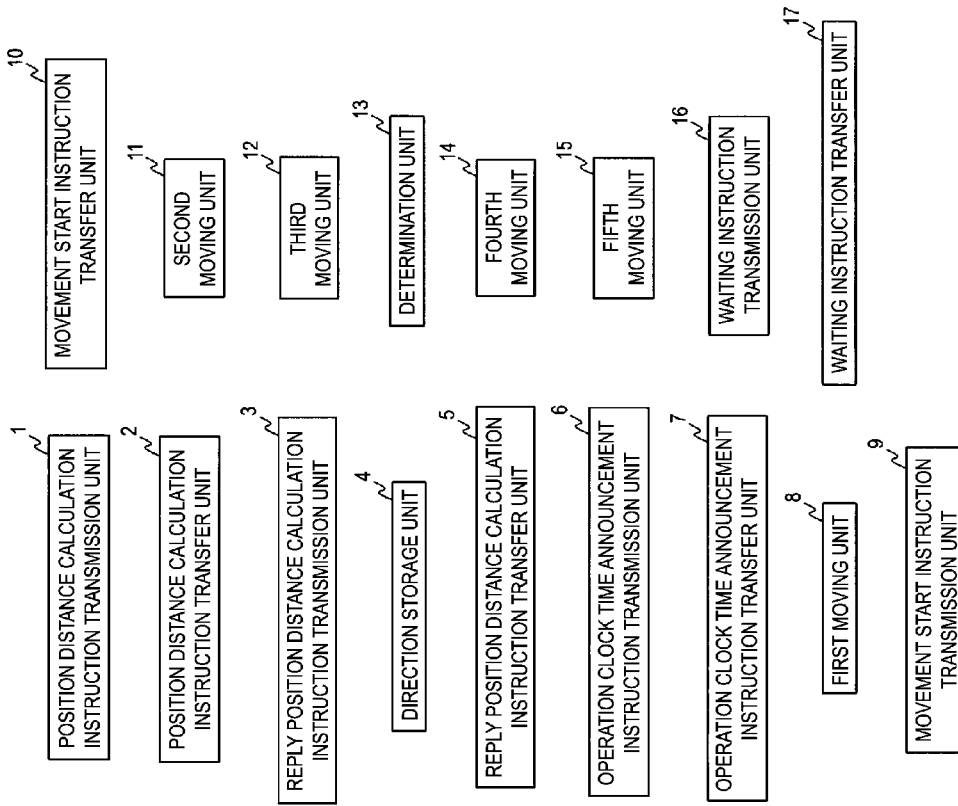 1
POSITION DISTANCE CALCULATION
INSTRUCTION TRANSMISSION UNIT
2
POSITION DISTANCE CALCULATION
INSTRUCTION TRANSFER UNIT
3
REPLY POSITION DISTANCE CALCULATION
INSTRUCTION TRANSMISSION UNIT
4
DIRECTION STORAGE UNIT
5
REPLY POSITION DISTANCE CALCULATION
INSTRUCTION TRANSFER UNIT
6
OPERATION CLOCK TIME ANNOUNCEMENT
INSTRUCTION TRANSMISSION UNIT
7
OPERATION CLOCK TIME ANNOUNCEMENT
INSTRUCTION TRANSFER UNIT
8
FIRST MOVING UNIT
9
MOVEMENT START INSTRUCTION
TRANSMISSION UNIT
10
MOVEMENT START INSTRUCTION
TRANSFER UNIT
11
SECOND
MOVING UNIT
12
THIRD
MOVING UNIT
13
DETERMINATION UNIT
14
FOURTH
MOVING UNIT
15
FIFTH
MOVING UNIT
16
WAITING INSTRUCTION
TRANSMISSION UNIT
17
WAITING INSTRUCTION TRANSFER UNIT